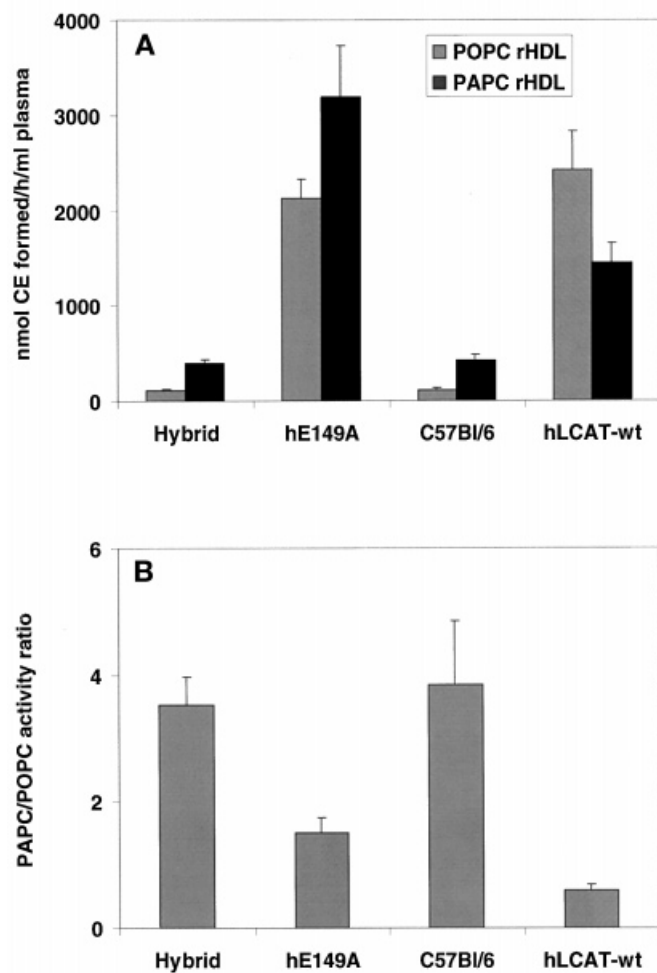 A
POPC rHDL
PAPC rHDL
nmol CE formed/h/ml plasma
4000
3000
2000
1000
0
Hybrid hE149A C57Bl/6 hLCAT-wt
B
PAPC/POPC activity ratio
6
4
2
0
Hybrid hE149A C57Bl/6 hLCAT-wt